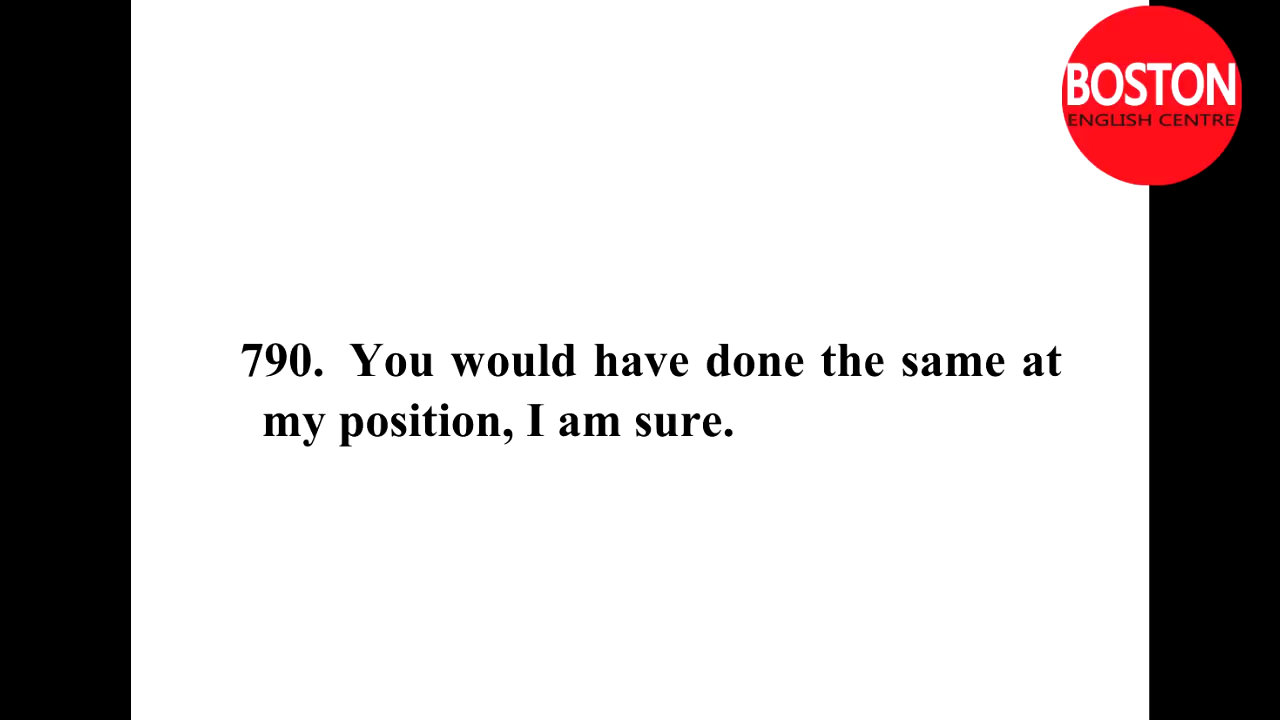 BOSTON
ENGLISH CENTRE
790. You would have done the same at
my position, I am sure.